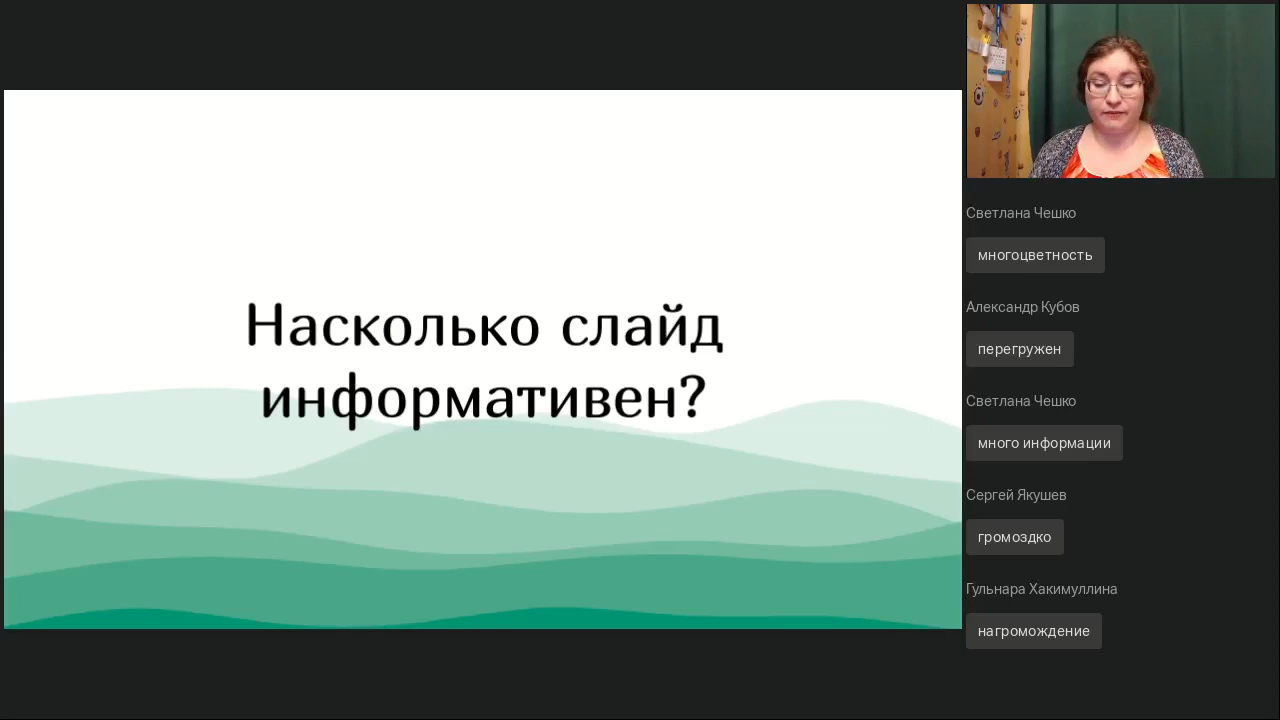 Насколько слайд
информативен?
Светлана Чешко
многоцветность
Александр Кубов
перегружен
Светлана Чешко
много информации
Сергей Якушев
громоздко
Гульнара Хакимуллина
нагромождение